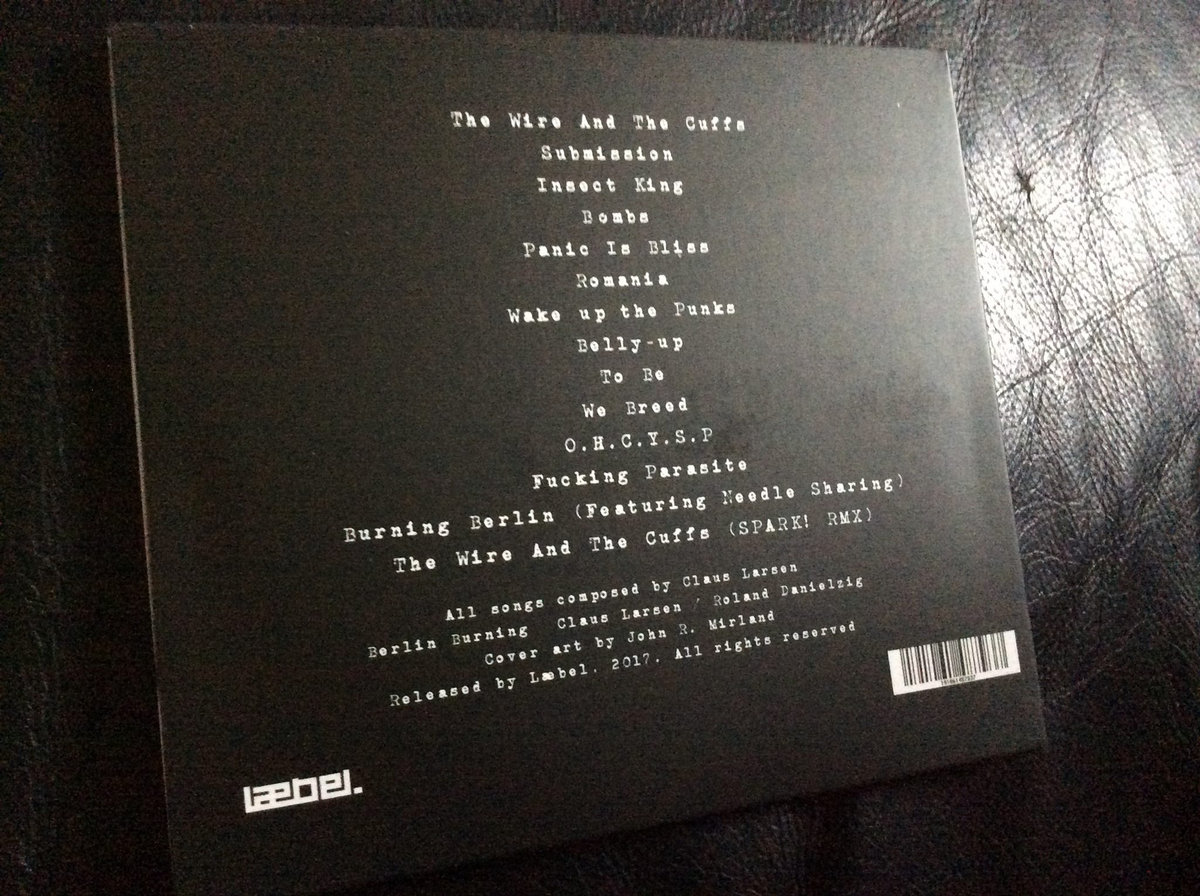 The Wire And The Cuffs
Submission
Insect King
Bombs
Panic Is Bliss
Romania
Wake up the Punks
Belly-up
To Be
We Breed
O.H.C.Y.S.P
Fucking Parasite
Burning Berlin (Featuring Needle Sharing)
The Wire And The Cuffs (SPARK! RMX)
All songs composed by Claus Larsen
Berlin Burning Claus Larsen / Roland Danielzig
Cover art by John R. Mirland
Released by Læbel. 2017. All rights reserved
læbel.